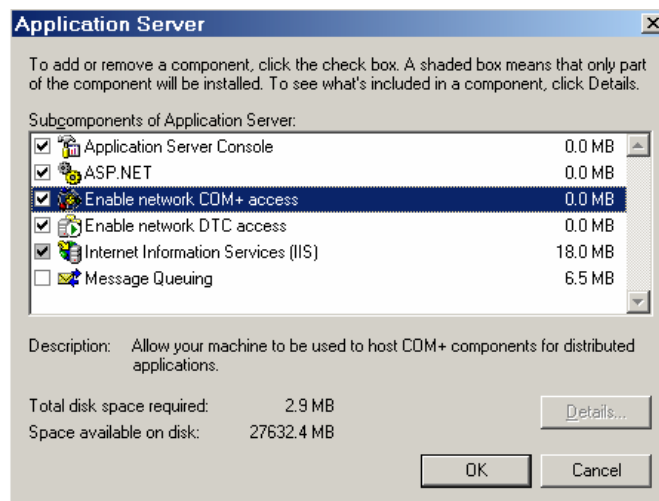 Application Server
To add or remove a component, click the check box. A shaded box means that only part
of the component will be installed. To see what's included in a component, click Details.
Subcomponents of Application Server:
Application Server Console 0.0 MB
ASP.NET 0.0 MB
Enable network COM+ access 0.0 MB
Enable network DTC access 0.0 MB
Internet Information Services (IIS) 18.0 MB
Message Queuing 6.5 MB
Description: Allow your machine to be used to host COM+ components for distributed
applications.
Total disk space required: 2.9 MB
Space available on disk: 27632.4 MB
Details...
OK Cancel